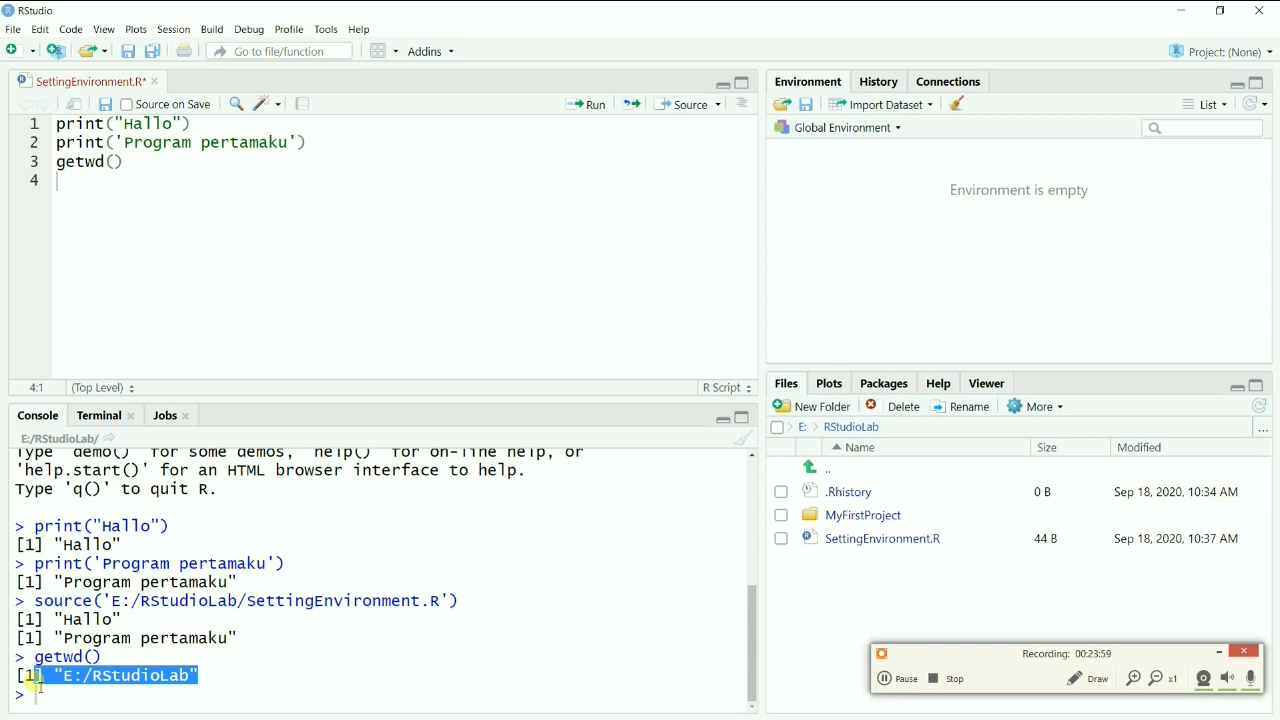 RStudio
File Edit Code View Plots Session Build Debug Profile Tools Help
Go to file/function Addins Project: (None)
SettingEnvironment.R*
Source on Save Run Source
1 print("Hallo")
2 print('Program pertamaku')
3 getwd()
4
4:1 (Top Level) R Script
Console Terminal Jobs
E:/RStudioLab/
Type 'demo()' for some demos, 'help()' for on-line help, or
'help.start()' for an HTML browser interface to help.
Type 'q()' to quit R.
> print("Hallo")
[1] "Hallo"
> print('Program pertamaku')
[1] "Program pertamaku"
> source('E:/RStudioLab/SettingEnvironment.R')
[1] "Hallo"
[1] "Program pertamaku"
> getwd()
[1] "E:/RStudioLab"
>
Environment History Connections
Import Dataset List
Global Environment
Environment is empty
Files Plots Packages Help Viewer
New Folder Delete Rename More
E: RStudioLab ...
Name Size Modified
..
.Rhistory 0 B Sep 18, 2020, 10:34 AM
MyFirstProject
SettingEnvironment.R 44 B Sep 18, 2020, 10:37 AM
Recording: 00:23:59
Pause Stop Draw x1